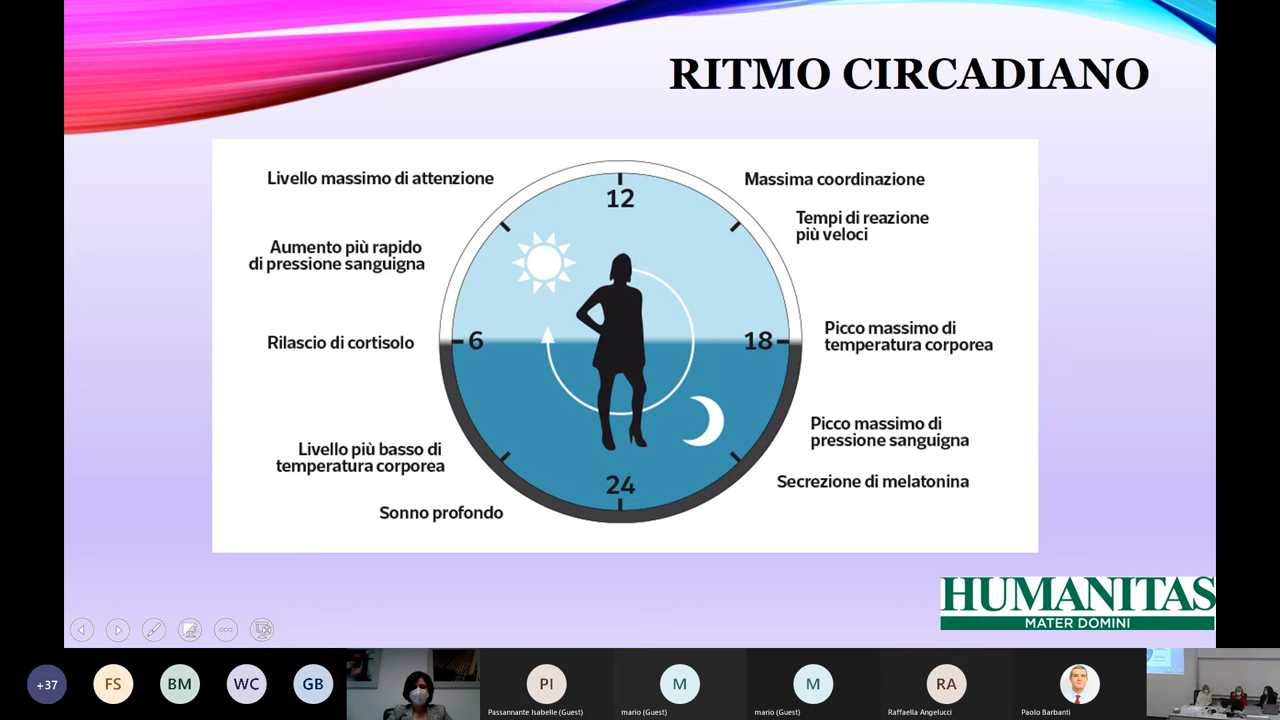 RITMO CIRCADIANO
Livello massimo di attenzione
Massima coordinazione
12
Tempi di reazione
più veloci
Aumento più rapido
di pressione sanguigna
Rilascio di cortisolo
6
18
Picco massimo di
temperatura corporea
Picco massimo di
pressione sanguigna
Livello più basso di
temperatura corporea
Secrezione di melatonina
24
Sonno profondo
HUMANITAS
MATER DOMINI
+37
FS
BM
WC
GB
PI
M
M
RA
Passannante Isabelle (Guest)
mario (Guest)
mario (Guest)
Raffaella Angelucci
Paolo Barbanti